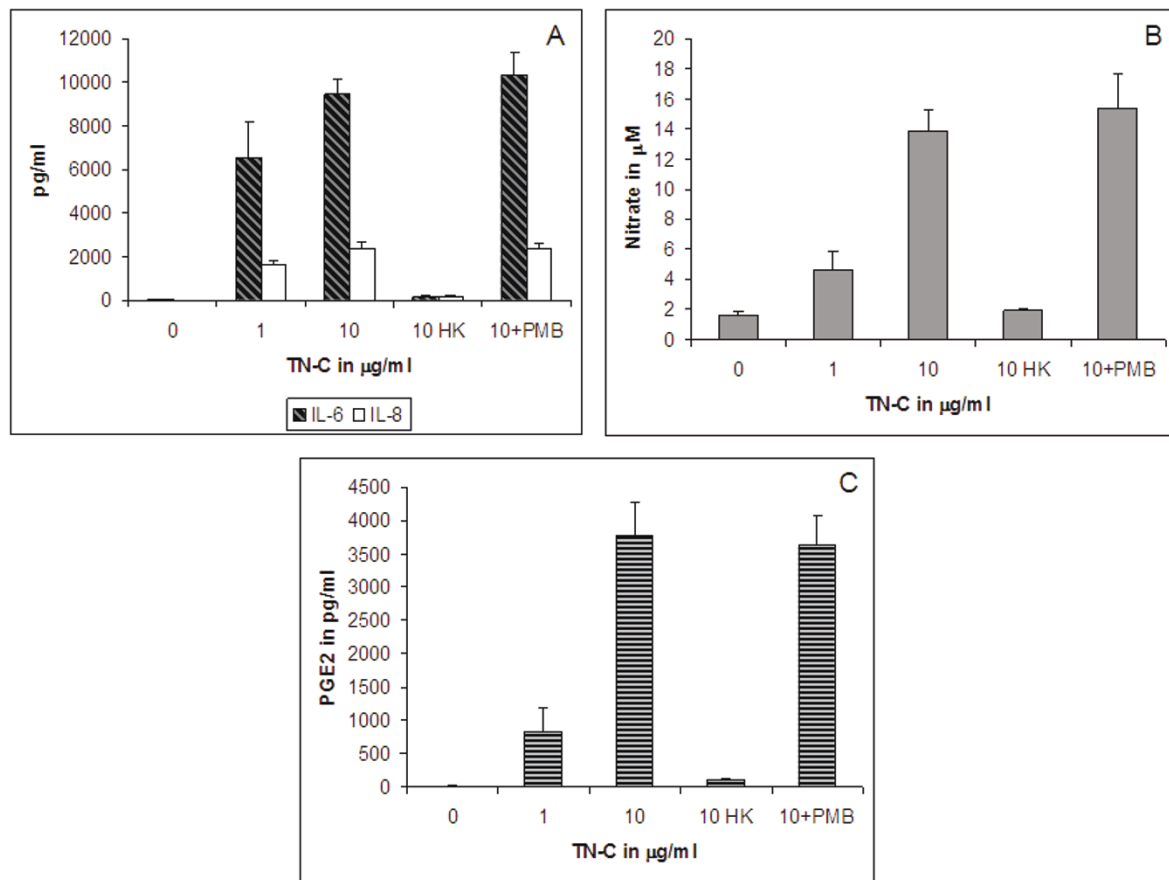 A
12000
10000
8000
6000
4000
2000
0
pg/ml
0 1 10 10 HK 10+PMB
TN-C in µg/ml
IL-6 IL-8
B
20
18
16
14
12
10
8
6
4
2
0
Nitrate in µM
0 1 10 10 HK 10+PMB
TN-C in µg/ml
C
4500
4000
3500
3000
2500
2000
1500
1000
500
0
PGE2 in pg/ml
0 1 10 10 HK 10+PMB
TN-C in µg/ml